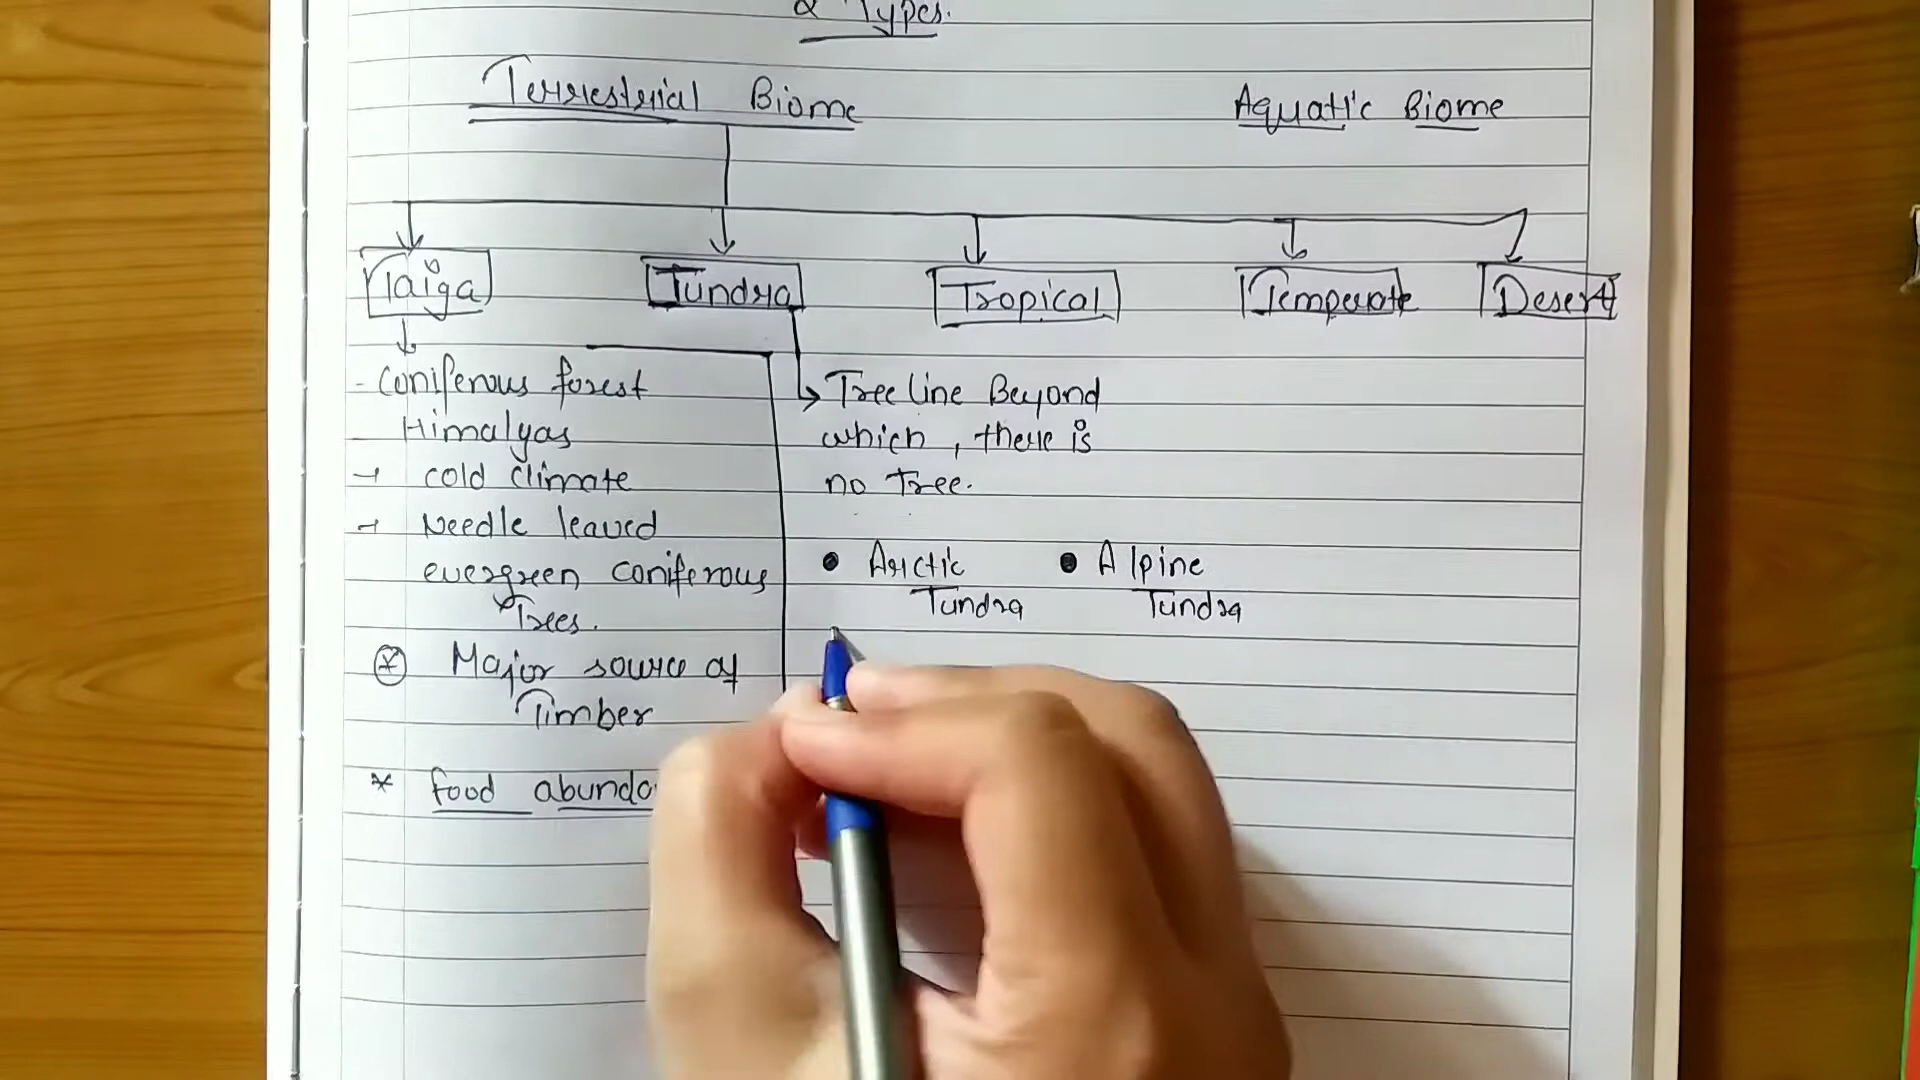 2 Types.
Terrestrial Biome
Aquatic Biome
Taiga
Tundra
Tropical
Temperate
Desert
- Coniferous forest
Himalyas
→ cold climate
→ Needle leaved
evergreen coniferous
Trees.
* Major source of
Timber
* food
Tree line Beyond
which, there is
no Tree.
• Arctic
Tundra
• Alpine
Tundra